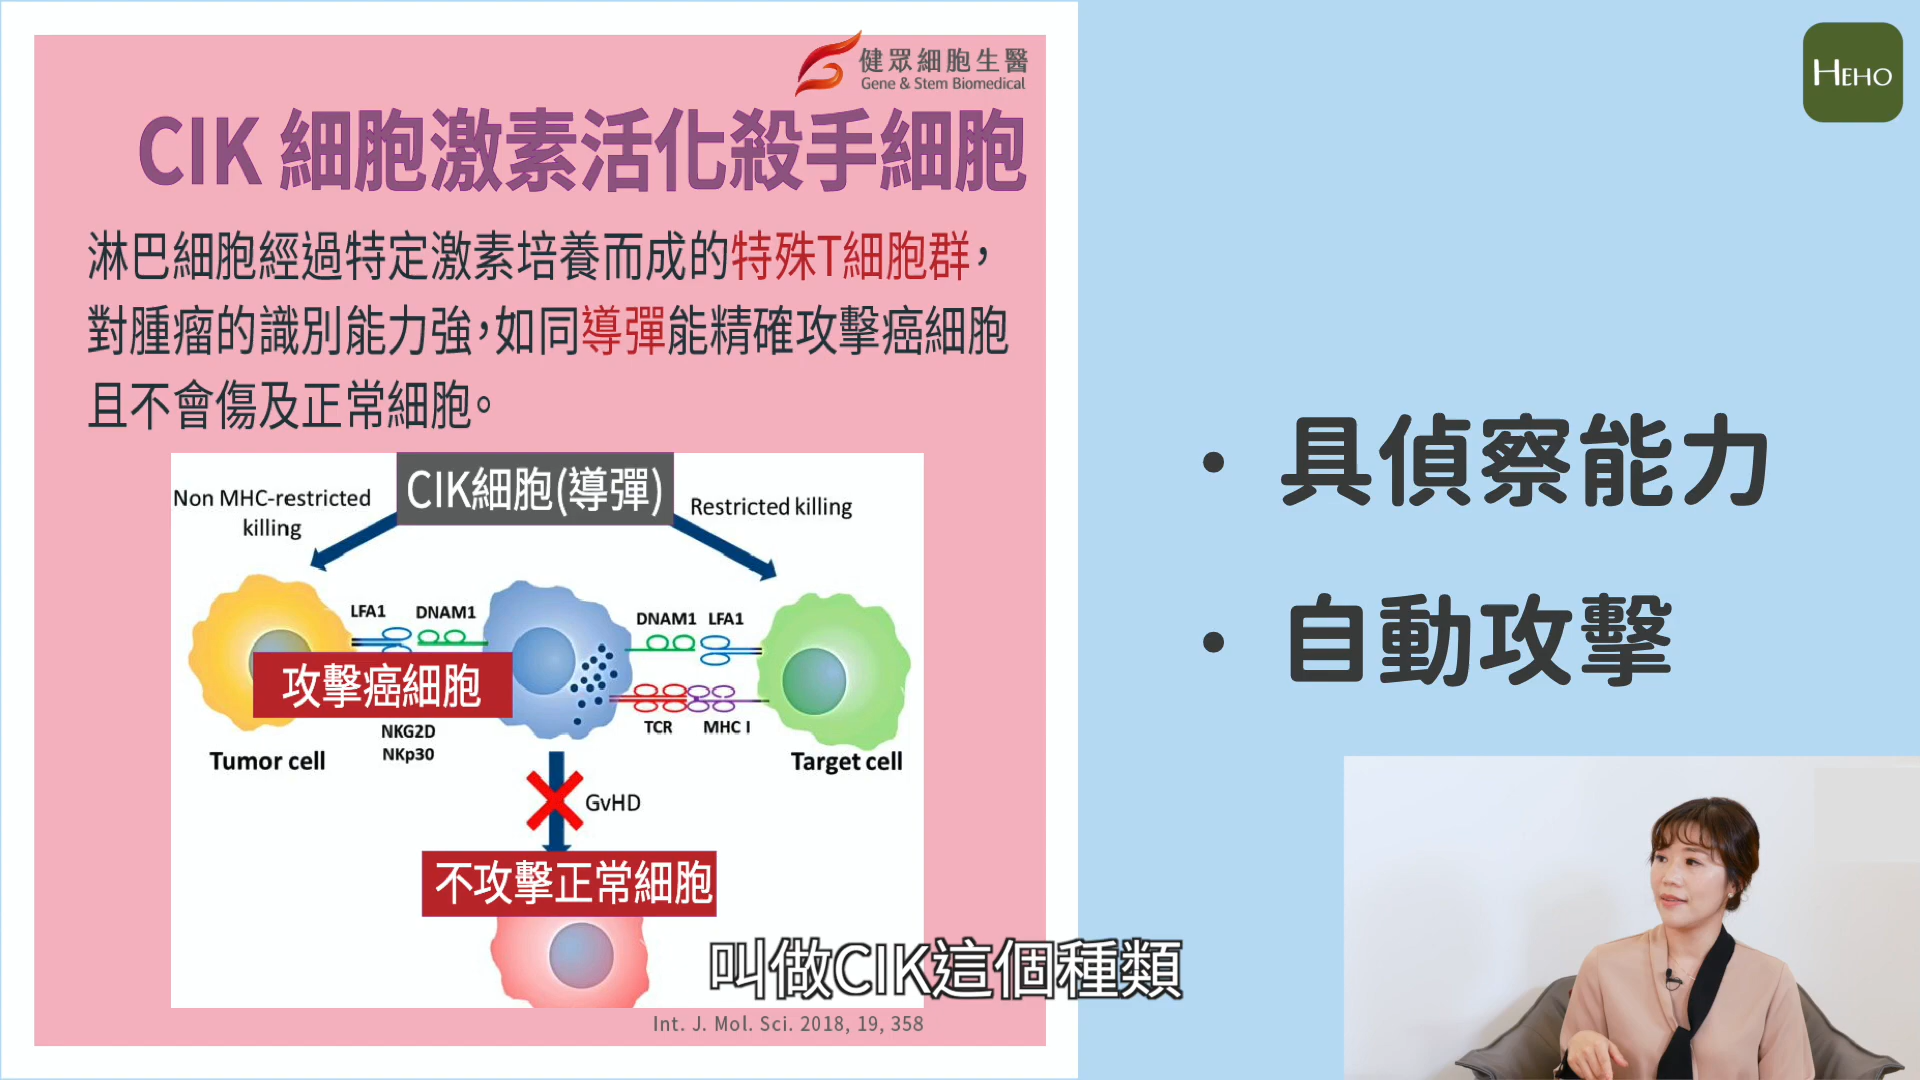 健眾細胞生醫
Gene & Stem Biomedical
HEHO
CIK 細胞激素活化殺手細胞
淋巴細胞經過特定激素培養而成的特殊T細胞群，
對腫瘤的識別能力強，如同導彈能精確攻擊癌細胞
且不會傷及正常細胞。
CIK細胞(導彈)
Non MHC-restricted
killing
Restricted killing
LFA1
DNAM1
DNAM1
LFA1
攻擊癌細胞
NKG2D
NKp30
TCR
MHC I
Tumor cell
Target cell
GvHD
不攻擊正常細胞
Int. J. Mol. Sci. 2018, 19, 358
• 具偵察能力
• 自動攻擊
叫做CIK這個種類